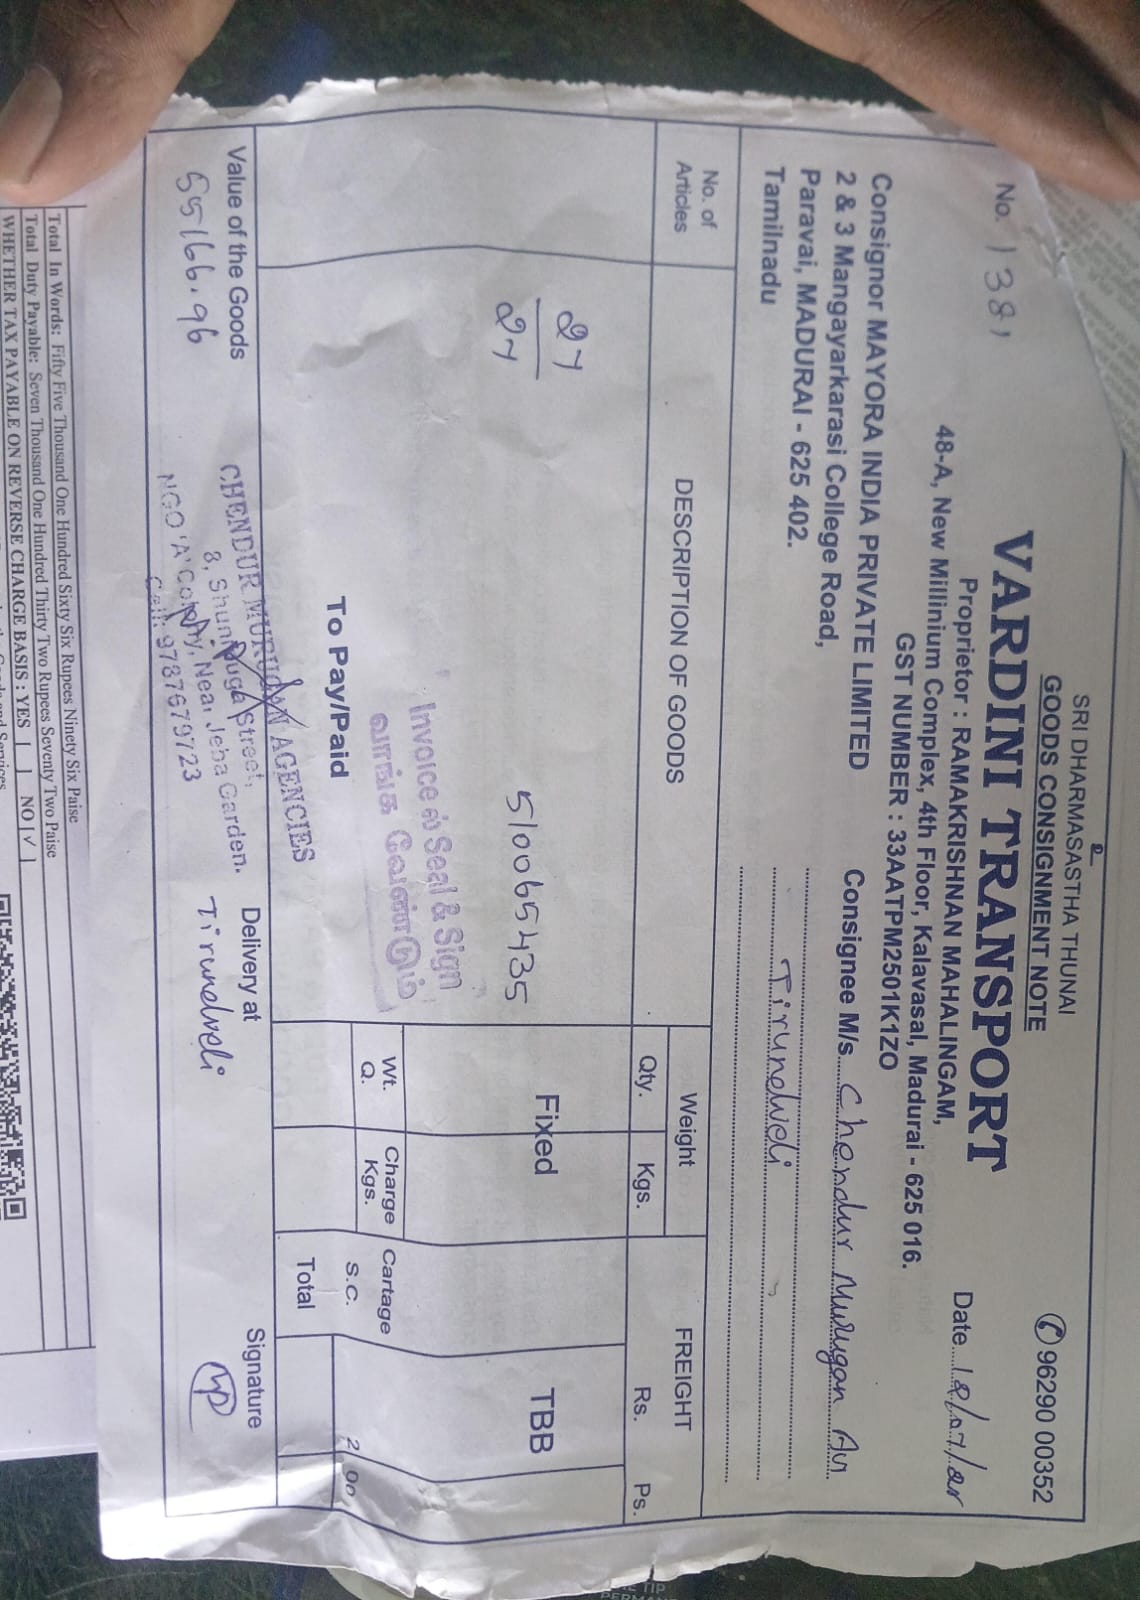 SRI DHARMASASTHA THUNAI
GOODS CONSIGNMENT NOTE
✆ 96290 00352
No. 1381
VARDINI TRANSPORT
Proprietor : RAMAKRISHNAN MAHALINGAM,
48-A, New Millinium Complex, 4th Floor, Kalavasal, Madurai - 625 016.
GST NUMBER : 33AATPM2501K1ZO
Date 18/07/
Consignor MAYORA INDIA PRIVATE LIMITED
2 & 3 Mangayarkarasi College Road,
Paravai, MADURAI - 625 402.
Tamilnadu
Consignee M/s. Chendur Murugan
Tirunelveli
No. of Articles
DESCRIPTION OF GOODS
Weight
Qty. Kgs.
FREIGHT
Rs. Ps.
27
27
510065435
Fixed
TBB
Invoice ல் Seal & Sign
வாங்க வேண்டும்
To Pay/Paid
Wt. Q.
Charge Kgs.
Cartage
S.C.
2 00
Total
Value of the Goods
55166.96
CHENDUR MURUGAN AGENCIES
8, Shunmuga Street,
NGO 'A' Colony, Near Jeba Garden.
Cell: 9787679723
Delivery at
Tirunelveli
Signature
Total In Words: Fifty Five Thousand One Hundred Sixty Six Rupees Ninety Six Paise
Total Duty Payable: Seven Thousand One Hundred Thirty Two Rupees Seventy Two Paise
WHETHER TAX PAYABLE ON REVERSE CHARGE BASIS : YES [ ] NO [√]